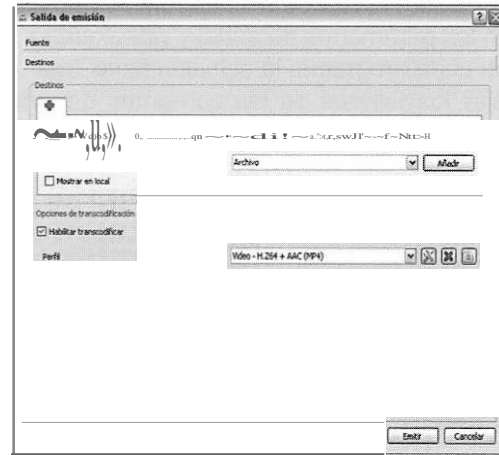 Salida de emisión
Fuente
Destinos
Destinos
Archivo
Añadir
Mostrar en local
Opciones de transcodificación
Habilitar transcodificar
Perfil
Video - H.264 + AAC (MP4)
Emitir
Cancelar